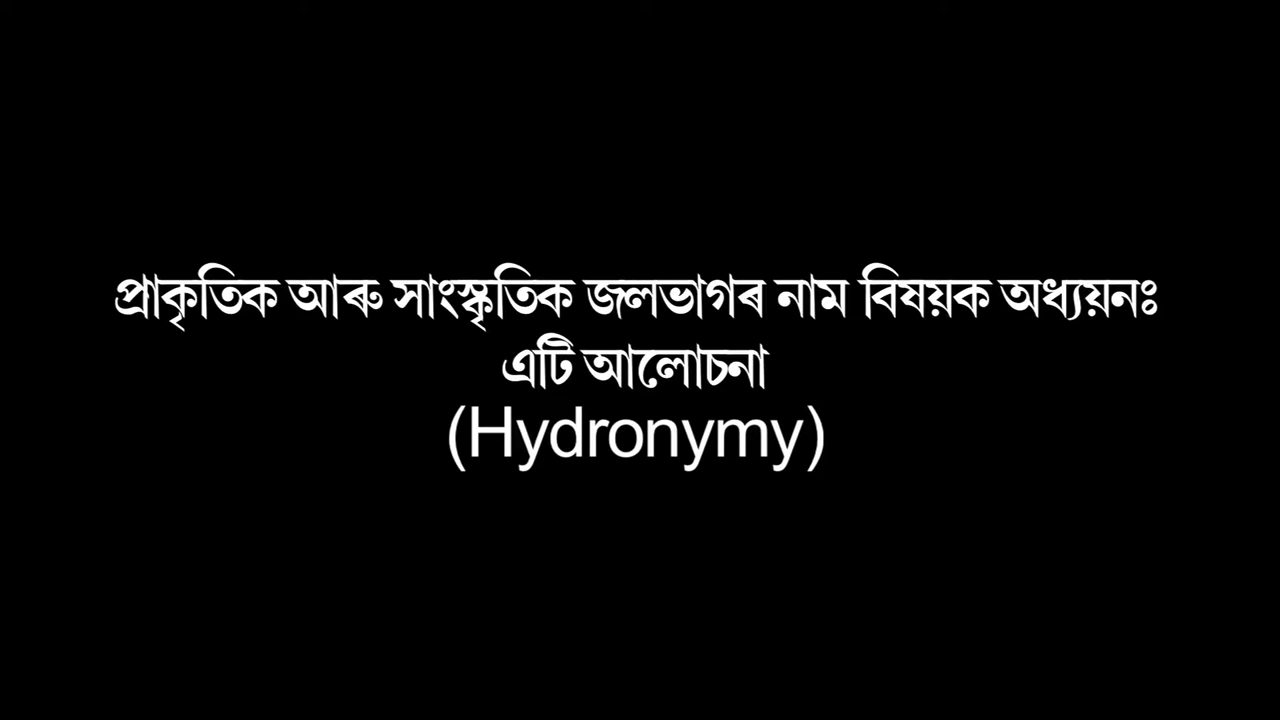 প্ৰাকৃতিক আৰু সাংস্কৃতিক জলভাগৰ নাম বিষয়ক অধ্যয়নঃ
এটি আলোচনা
(Hydronymy)